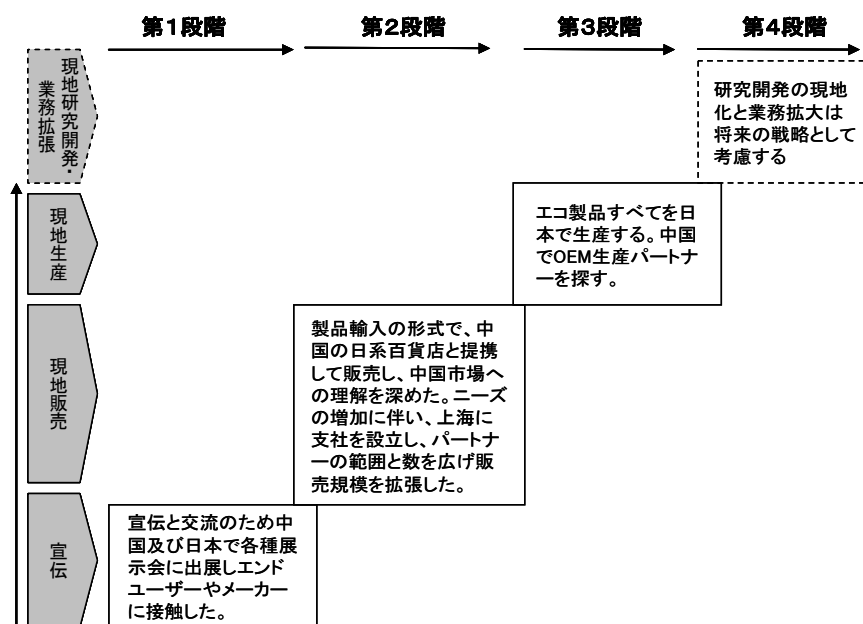 第1段階
第2段階
第3段階
第4段階
現地研究開発・
業務拡張
研究開発の現地
化と業務拡大は
将来の戦略として
考慮する
現地生産
エコ製品すべてを日
本で生産する。中国
でOEM生産パートナ
ーを探す。
現地販売
製品輸入の形式で、中
国の日系百貨店と提携
して販売し、中国市場へ
の理解を深めた。ニーズ
の増加に伴い、上海に
支社を設立し、パートナ
ーの範囲と数を広げ販
売規模を拡張した。
宣伝
宣伝と交流のため中
国及び日本で各種展
示会に出展しエンド
ユーザーやメーカー
に接触した。